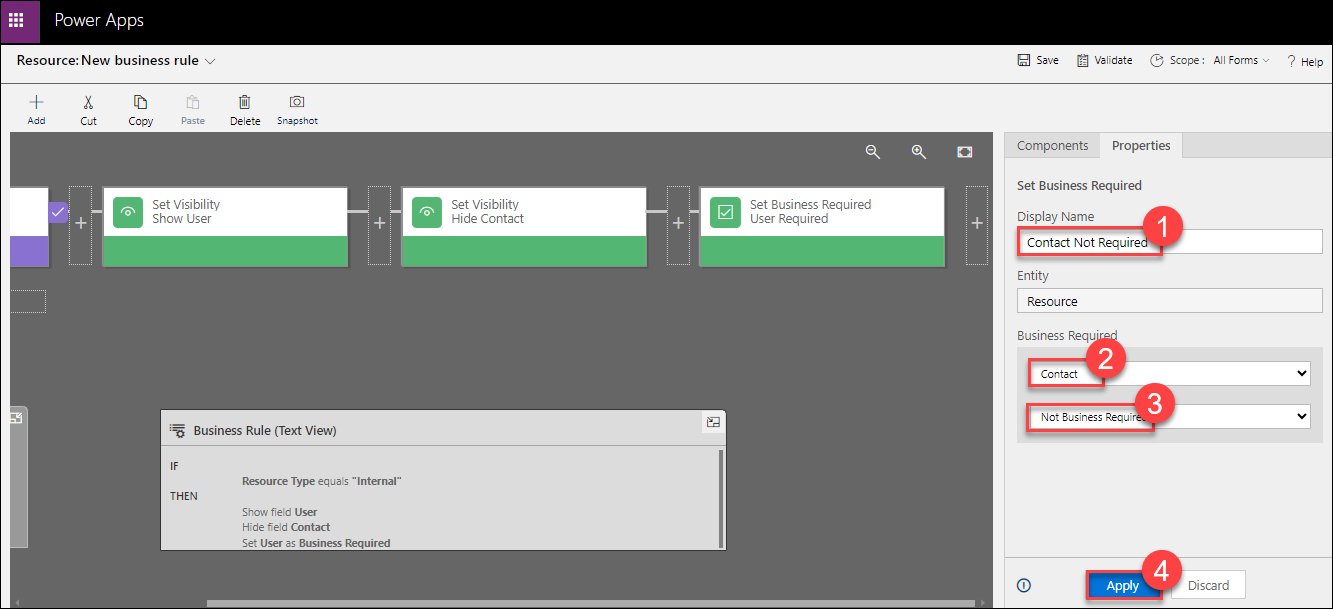 Power Apps
Resource: New business rule
Save Validate Scope : All Forms ? Help
Add Cut Copy Paste Delete Snapshot
Components Properties
Set Visibility
Show User
Set Visibility
Hide Contact
Set Business Required
User Required
Set Business Required
Display Name
1
Contact Not Required
Entity
Resource
Business Required
2
Contact
3
Not Business Required
Business Rule (Text View)
IF
Resource Type equals "Internal"
THEN
Show field User
Hide field Contact
Set User as Business Required
4
Apply Discard